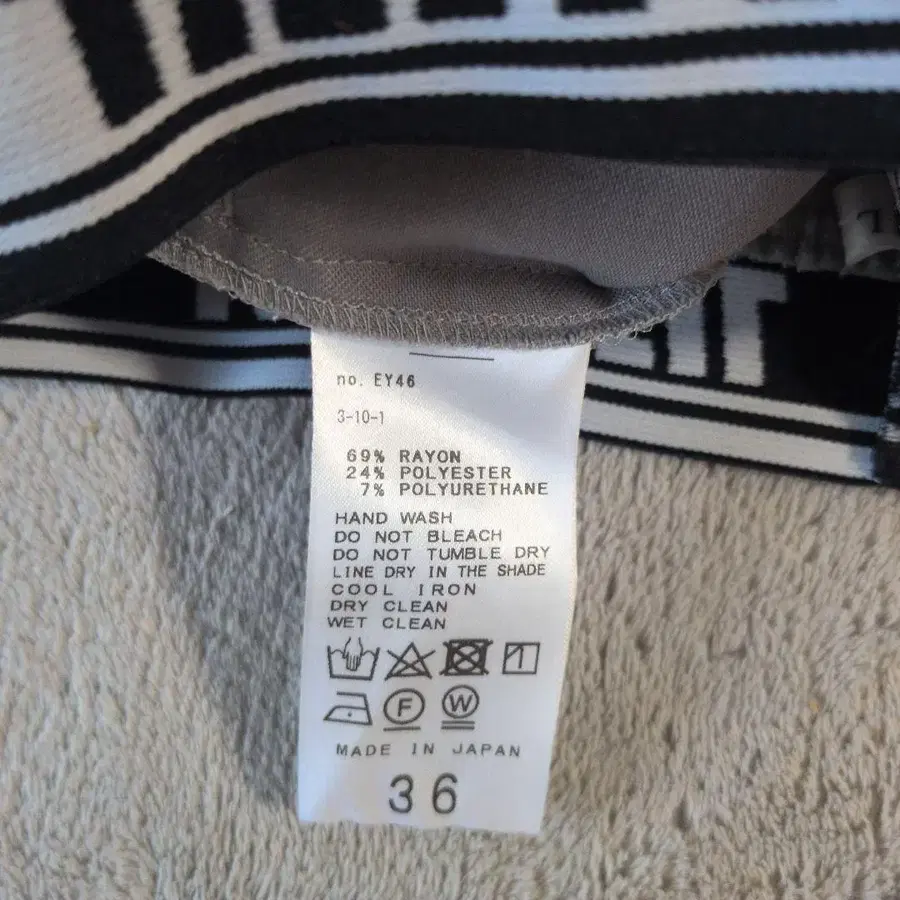 no. EY46
3-10-1
69% RAYON
24% POLYESTER
7% POLYURETHANE
HAND WASH
DO NOT BLEACH
DO NOT TUMBLE DRY
LINE DRY IN THE SHADE
COOL IRON
DRY CLEAN
WET CLEAN
F W
MADE IN JAPAN
36